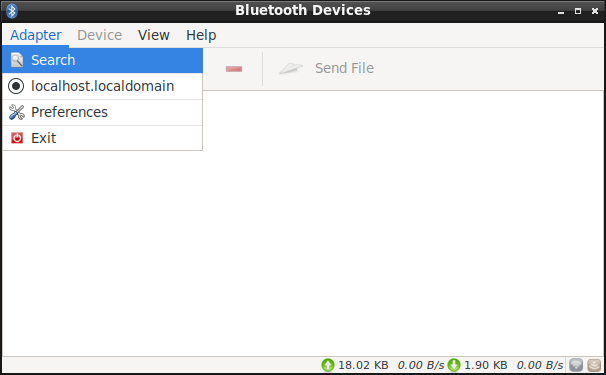 Bluetooth Devices
Adapter Device View Help
Search
Send File
localhost.localdomain
Preferences
Exit
18.02 KB 0.00 B/s 1.90 KB 0.00 B/s